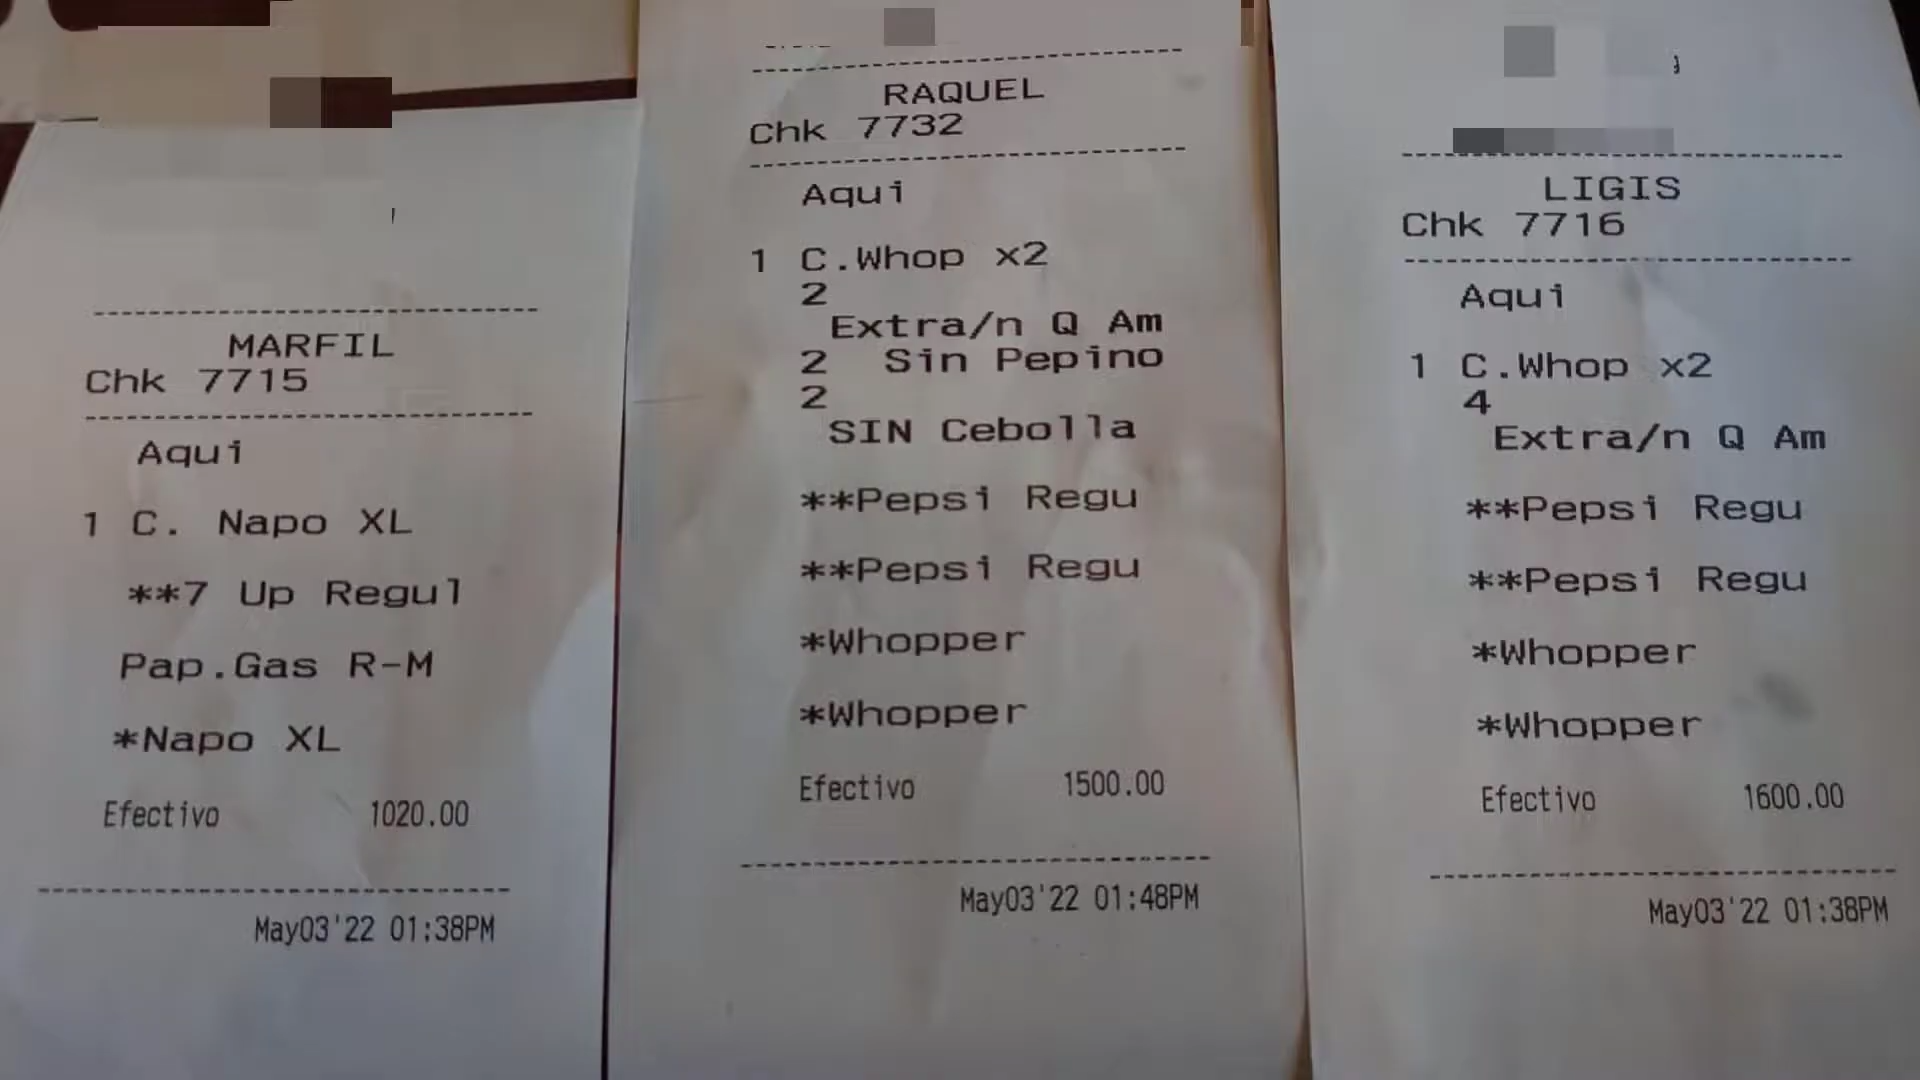 MARFIL
Chk 7715
Aqui
1 C. Napo XL
**7 Up Regul
Pap.Gas R-M
*Napo XL
Efectivo 1020.00
May03'22 01:38PM
RAQUEL
Chk 7732
Aqui
1 C.Whop x2
2
Extra/n Q Am
2 Sin Pepino
2
SIN Cebolla
**Pepsi Regu
**Pepsi Regu
*Whopper
*Whopper
Efectivo 1500.00
May03'22 01:48PM
LIGIS
Chk 7716
Aqui
1 C.Whop x2
4
Extra/n Q Am
**Pepsi Regu
**Pepsi Regu
*Whopper
*Whopper
Efectivo 1600.00
May03'22 01:38PM